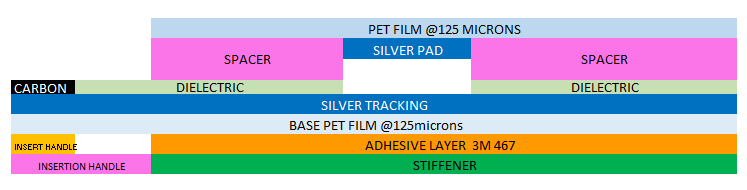 PET FILM @125 MICRONS
SPACER
SILVER PAD
SPACER
CARBON
DIELECTRIC
DIELECTRIC
SILVER TRACKING
BASE PET FILM @125microns
INSERT HANDLE
ADHESIVE LAYER 3M 467
INSERTION HANDLE
STIFFENER